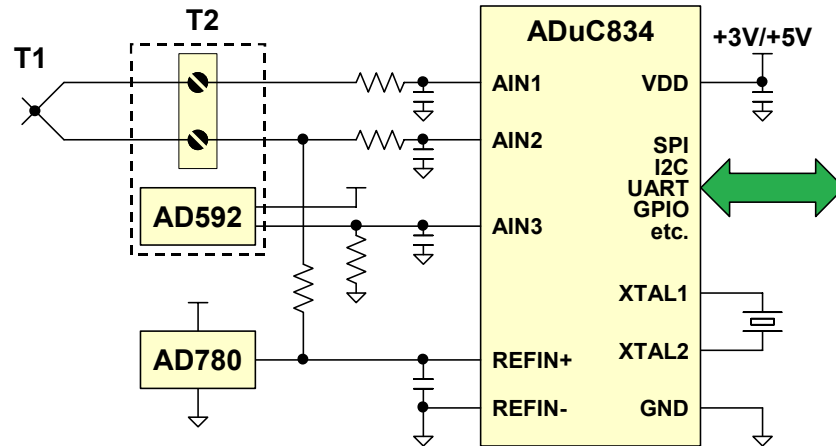 T1
T2
ADuC834
+3V/+5V
AIN1
VDD
AIN2
SPI
I2C
UART
GPIO
etc.
AD592
AIN3
XTAL1
XTAL2
AD780
REFIN+
REFIN-
GND